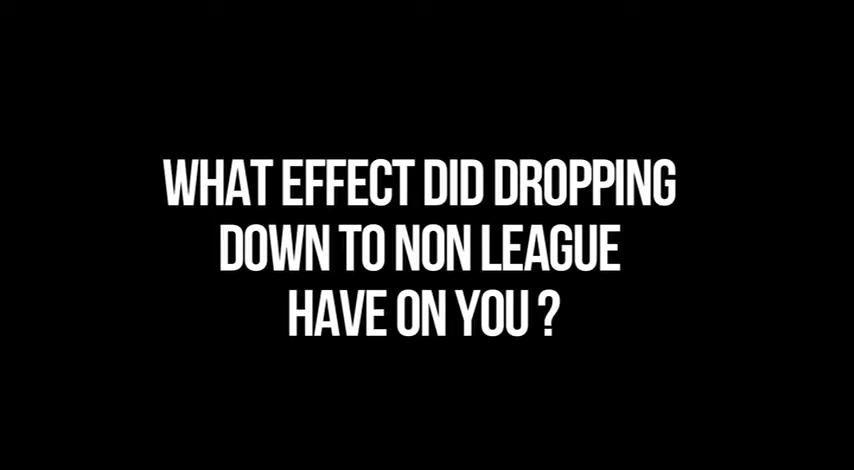 WHAT EFFECT DID DROPPING
DOWN TO NON LEAGUE
HAVE ON YOU ?